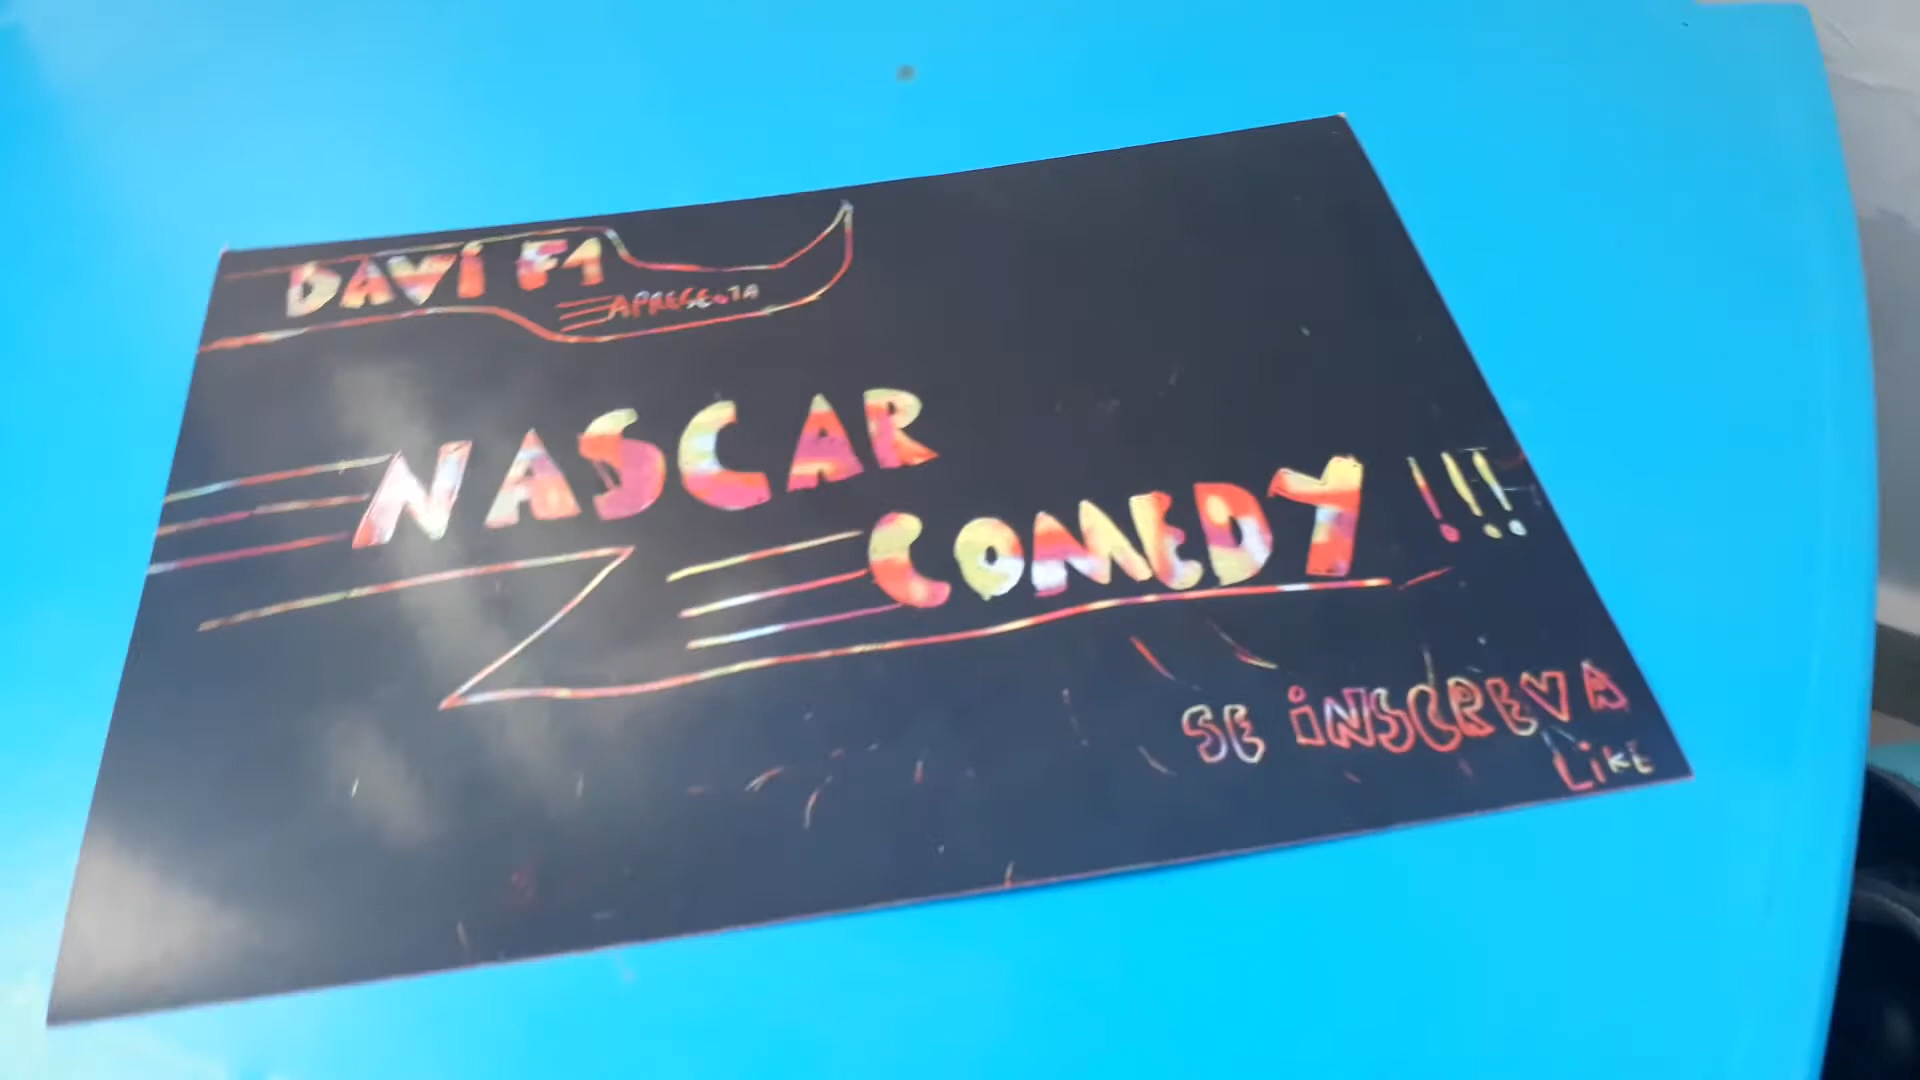 DAVi F1
APRESENTA
NASCAR
COMEDY !!!
SE iNSCREVA
LiKE